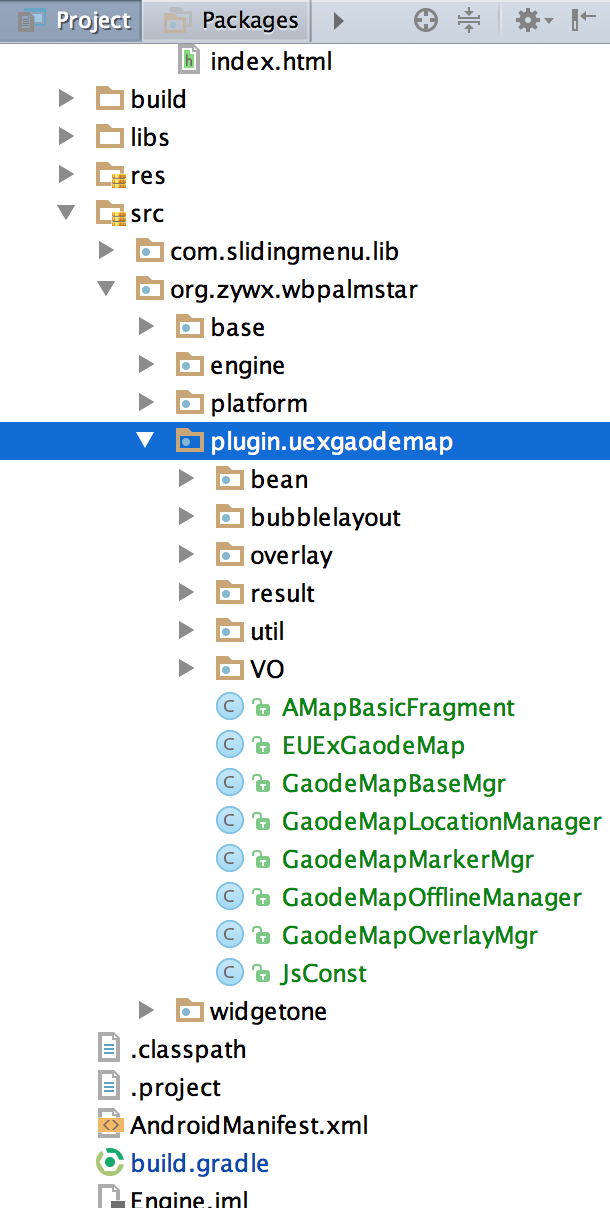 Project Packages
index.html
build
libs
res
src
com.slidingmenu.lib
org.zywx.wbpalmstar
base
engine
platform
plugin.uexgaodemap
bean
bubblelayout
overlay
result
util
VO
AMapBasicFragment
EUExGaodeMap
GaodeMapBaseMgr
GaodeMapLocationManager
GaodeMapMarkerMgr
GaodeMapOfflineManager
GaodeMapOverlayMgr
JsConst
widgetone
.classpath
.project
AndroidManifest.xml
build.gradle
Engine.iml